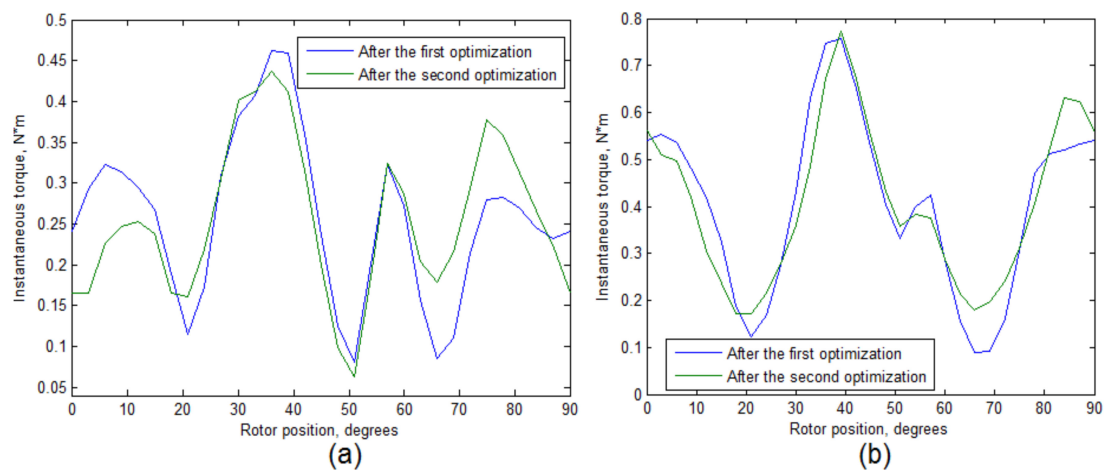 0.5
0.45
0.4
0.35
0.3
0.25
0.2
0.15
0.1
0.05
Instantaneous torque, N*m
After the first optimization
After the second optimization
0 10 20 30 40 50 60 70 80 90
Rotor position, degrees
(a)
0.8
0.7
0.6
0.5
0.4
0.3
0.2
0.1
0
Instantaneous torque, N*m
After the first optimization
After the second optimization
0 10 20 30 40 50 60 70 80 90
Rotor position, degrees
(b)